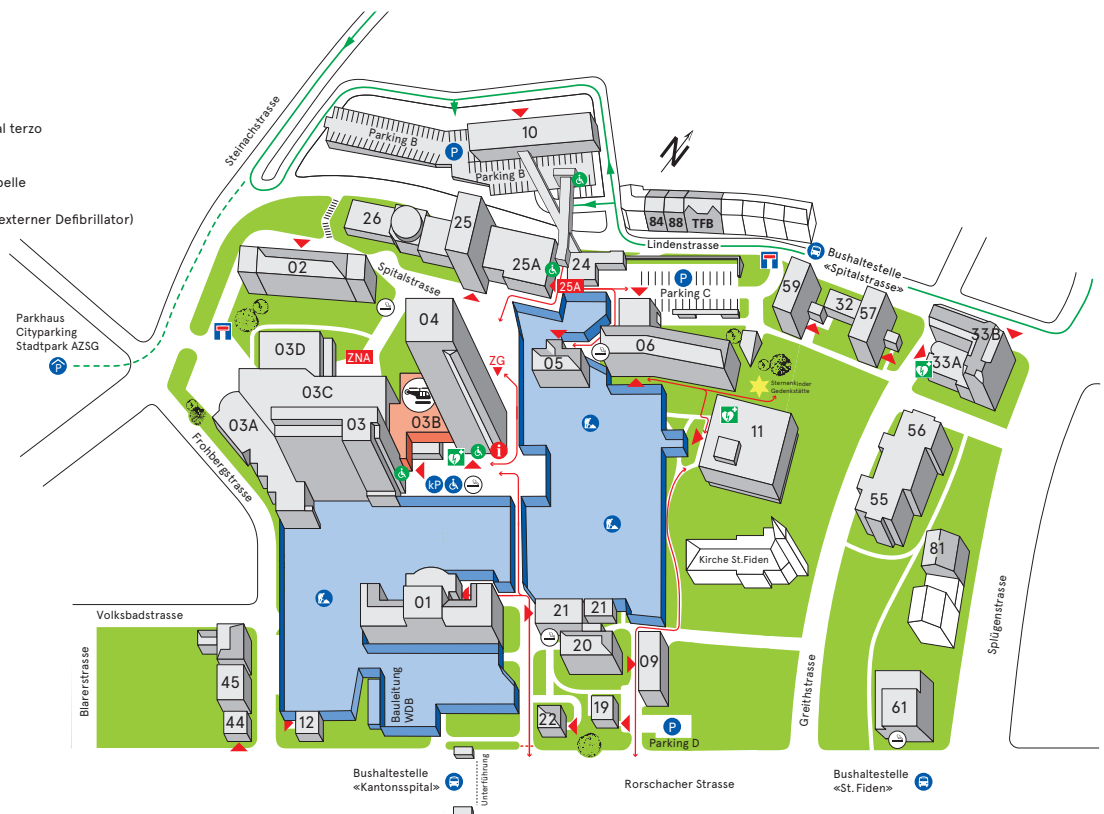 al terzo
pelle
externer Defibrillator)
Steinachstrasse
Parking B
P
10
Parking B
N
84
88
TFB
Lindenstrasse
Bushaltestelle
«Spitalstrasse»
26
25
25A
24
25A
02
Spitalstrasse
P
Parking C
59
32
57
33B
33A
Parkhaus
Cityparking
Stadtpark AZSG
P
04
03D
ZNA
ZG
05
06
Sternenkinder
Gedenkstätte
03C
03A
03
03B
i
kP
11
56
55
Frohbergstrasse
Kirche St.Fiden
81
01
21
21
20
09
Volksbadstrasse
Blarerstrasse
45
44
12
Bauleitung
WDB
22
19
P
Parking D
Greithstrasse
Splügenstrasse
61
Bushaltestelle
«Kantonsspital»
Unterführung
Rorschacher Strasse
Bushaltestelle
«St. Fiden»